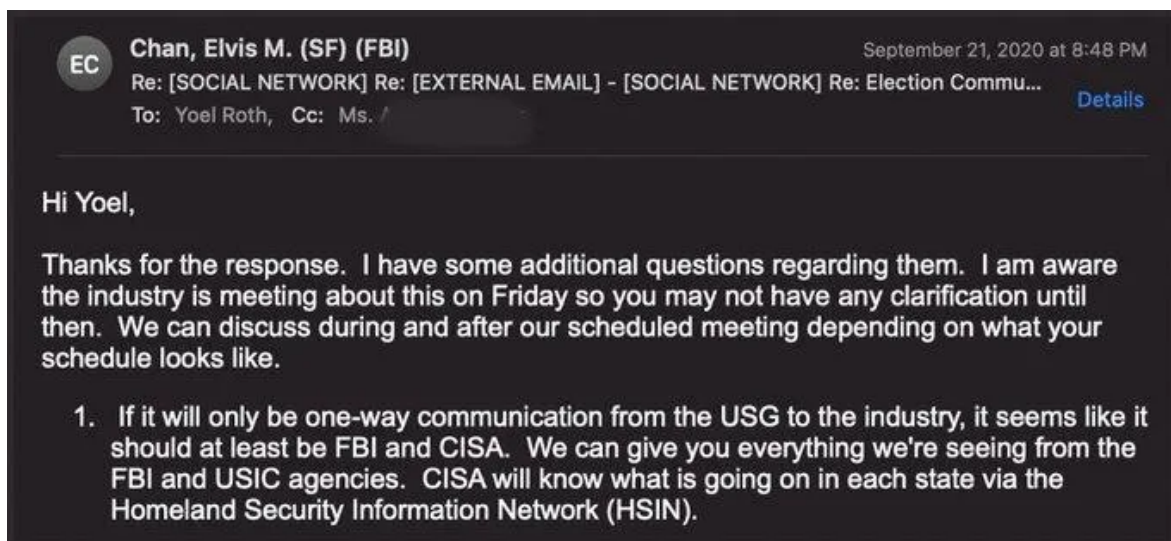 EC
Chan, Elvis M. (SF) (FBI)
September 21, 2020 at 8:48 PM
Re: [SOCIAL NETWORK] Re: [EXTERNAL EMAIL] - [SOCIAL NETWORK] Re: Election Commu...
Details
To: Yoel Roth, Cc: Ms.
Hi Yoel,
Thanks for the response. I have some additional questions regarding them. I am aware
the industry is meeting about this on Friday so you may not have any clarification until
then. We can discuss during and after our scheduled meeting depending on what your
schedule looks like.
1. If it will only be one-way communication from the USG to the industry, it seems like it
should at least be FBI and CISA. We can give you everything we're seeing from the
FBI and USIC agencies. CISA will know what is going on in each state via the
Homeland Security Information Network (HSIN).